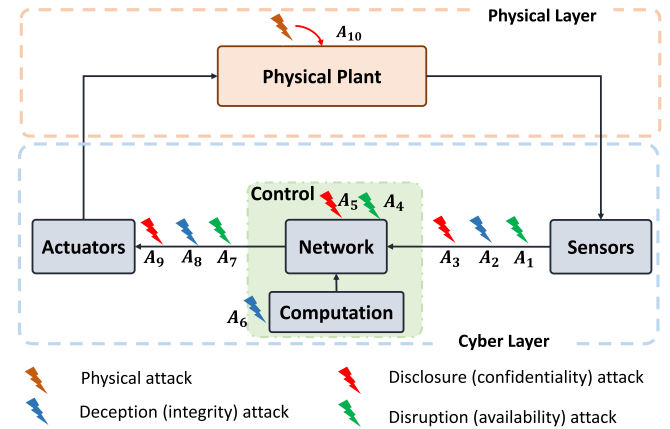 Physical Layer
A10
Physical Plant
Control
A5
A4
Actuators
Network
Sensors
A9
A8
A7
A3
A2
A1
A6
Computation
Cyber Layer
Physical attack
Disclosure (confidentiality) attack
Deception (integrity) attack
Disruption (availability) attack